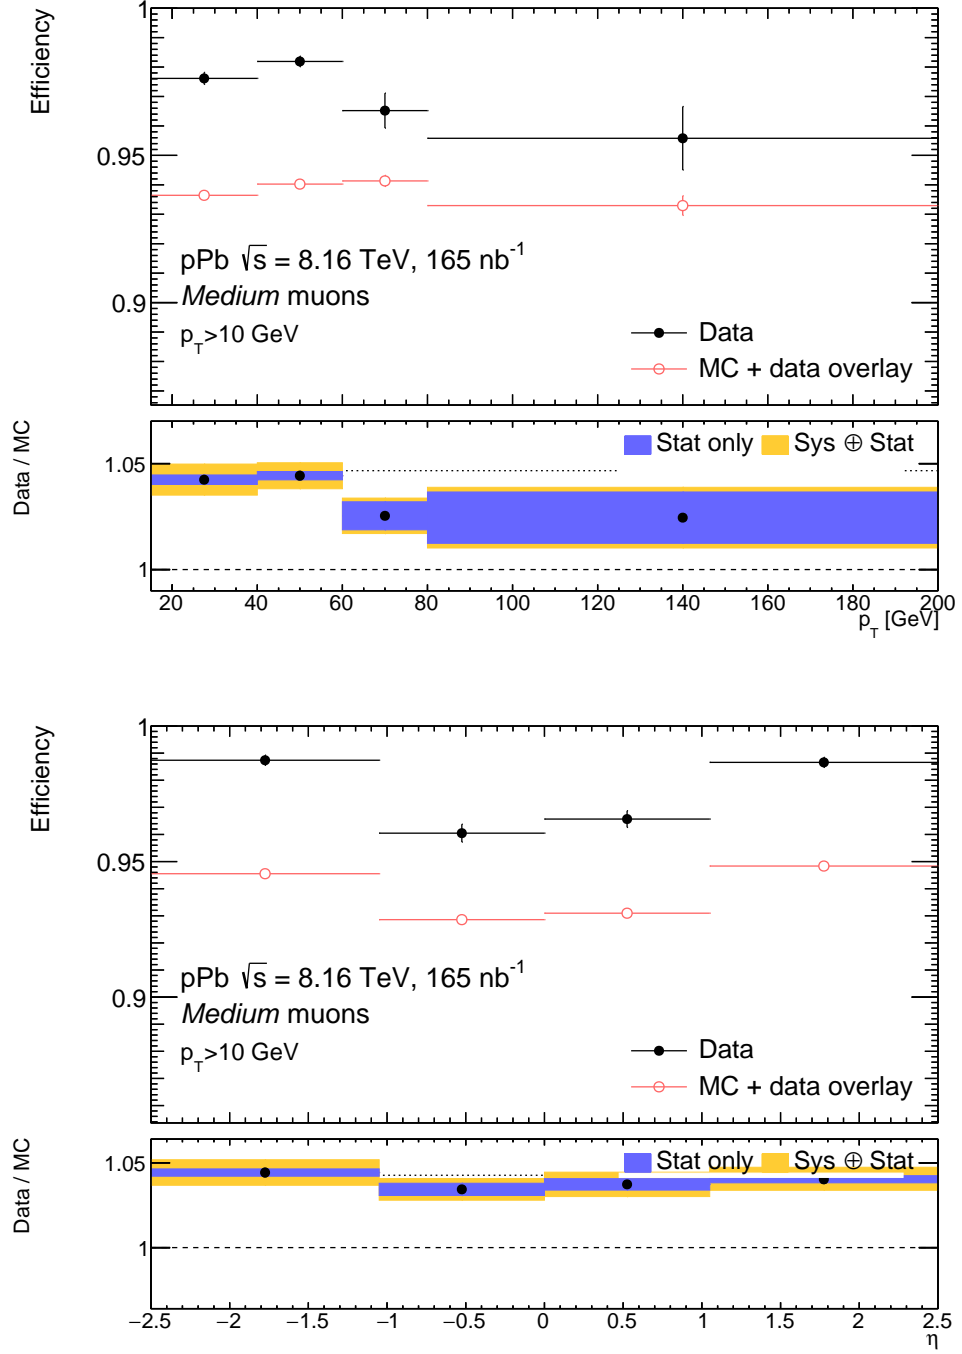 Efficiency
1
0.95
0.9
pPb √s = 8.16 TeV, 165 nb⁻¹
Medium muons
p_T>10 GeV
Data
MC + data overlay
Data / MC
1.05
1
Stat only Sys ⊕ Stat
20 40 60 80 100 120 140 160 180 200
p_T [GeV]
Efficiency
1
0.95
0.9
pPb √s = 8.16 TeV, 165 nb⁻¹
Medium muons
p_T>10 GeV
Data
MC + data overlay
Data / MC
1.05
1
Stat only Sys ⊕ Stat
−2.5 −2 −1.5 −1 −0.5 0 0.5 1 1.5 2 2.5
η